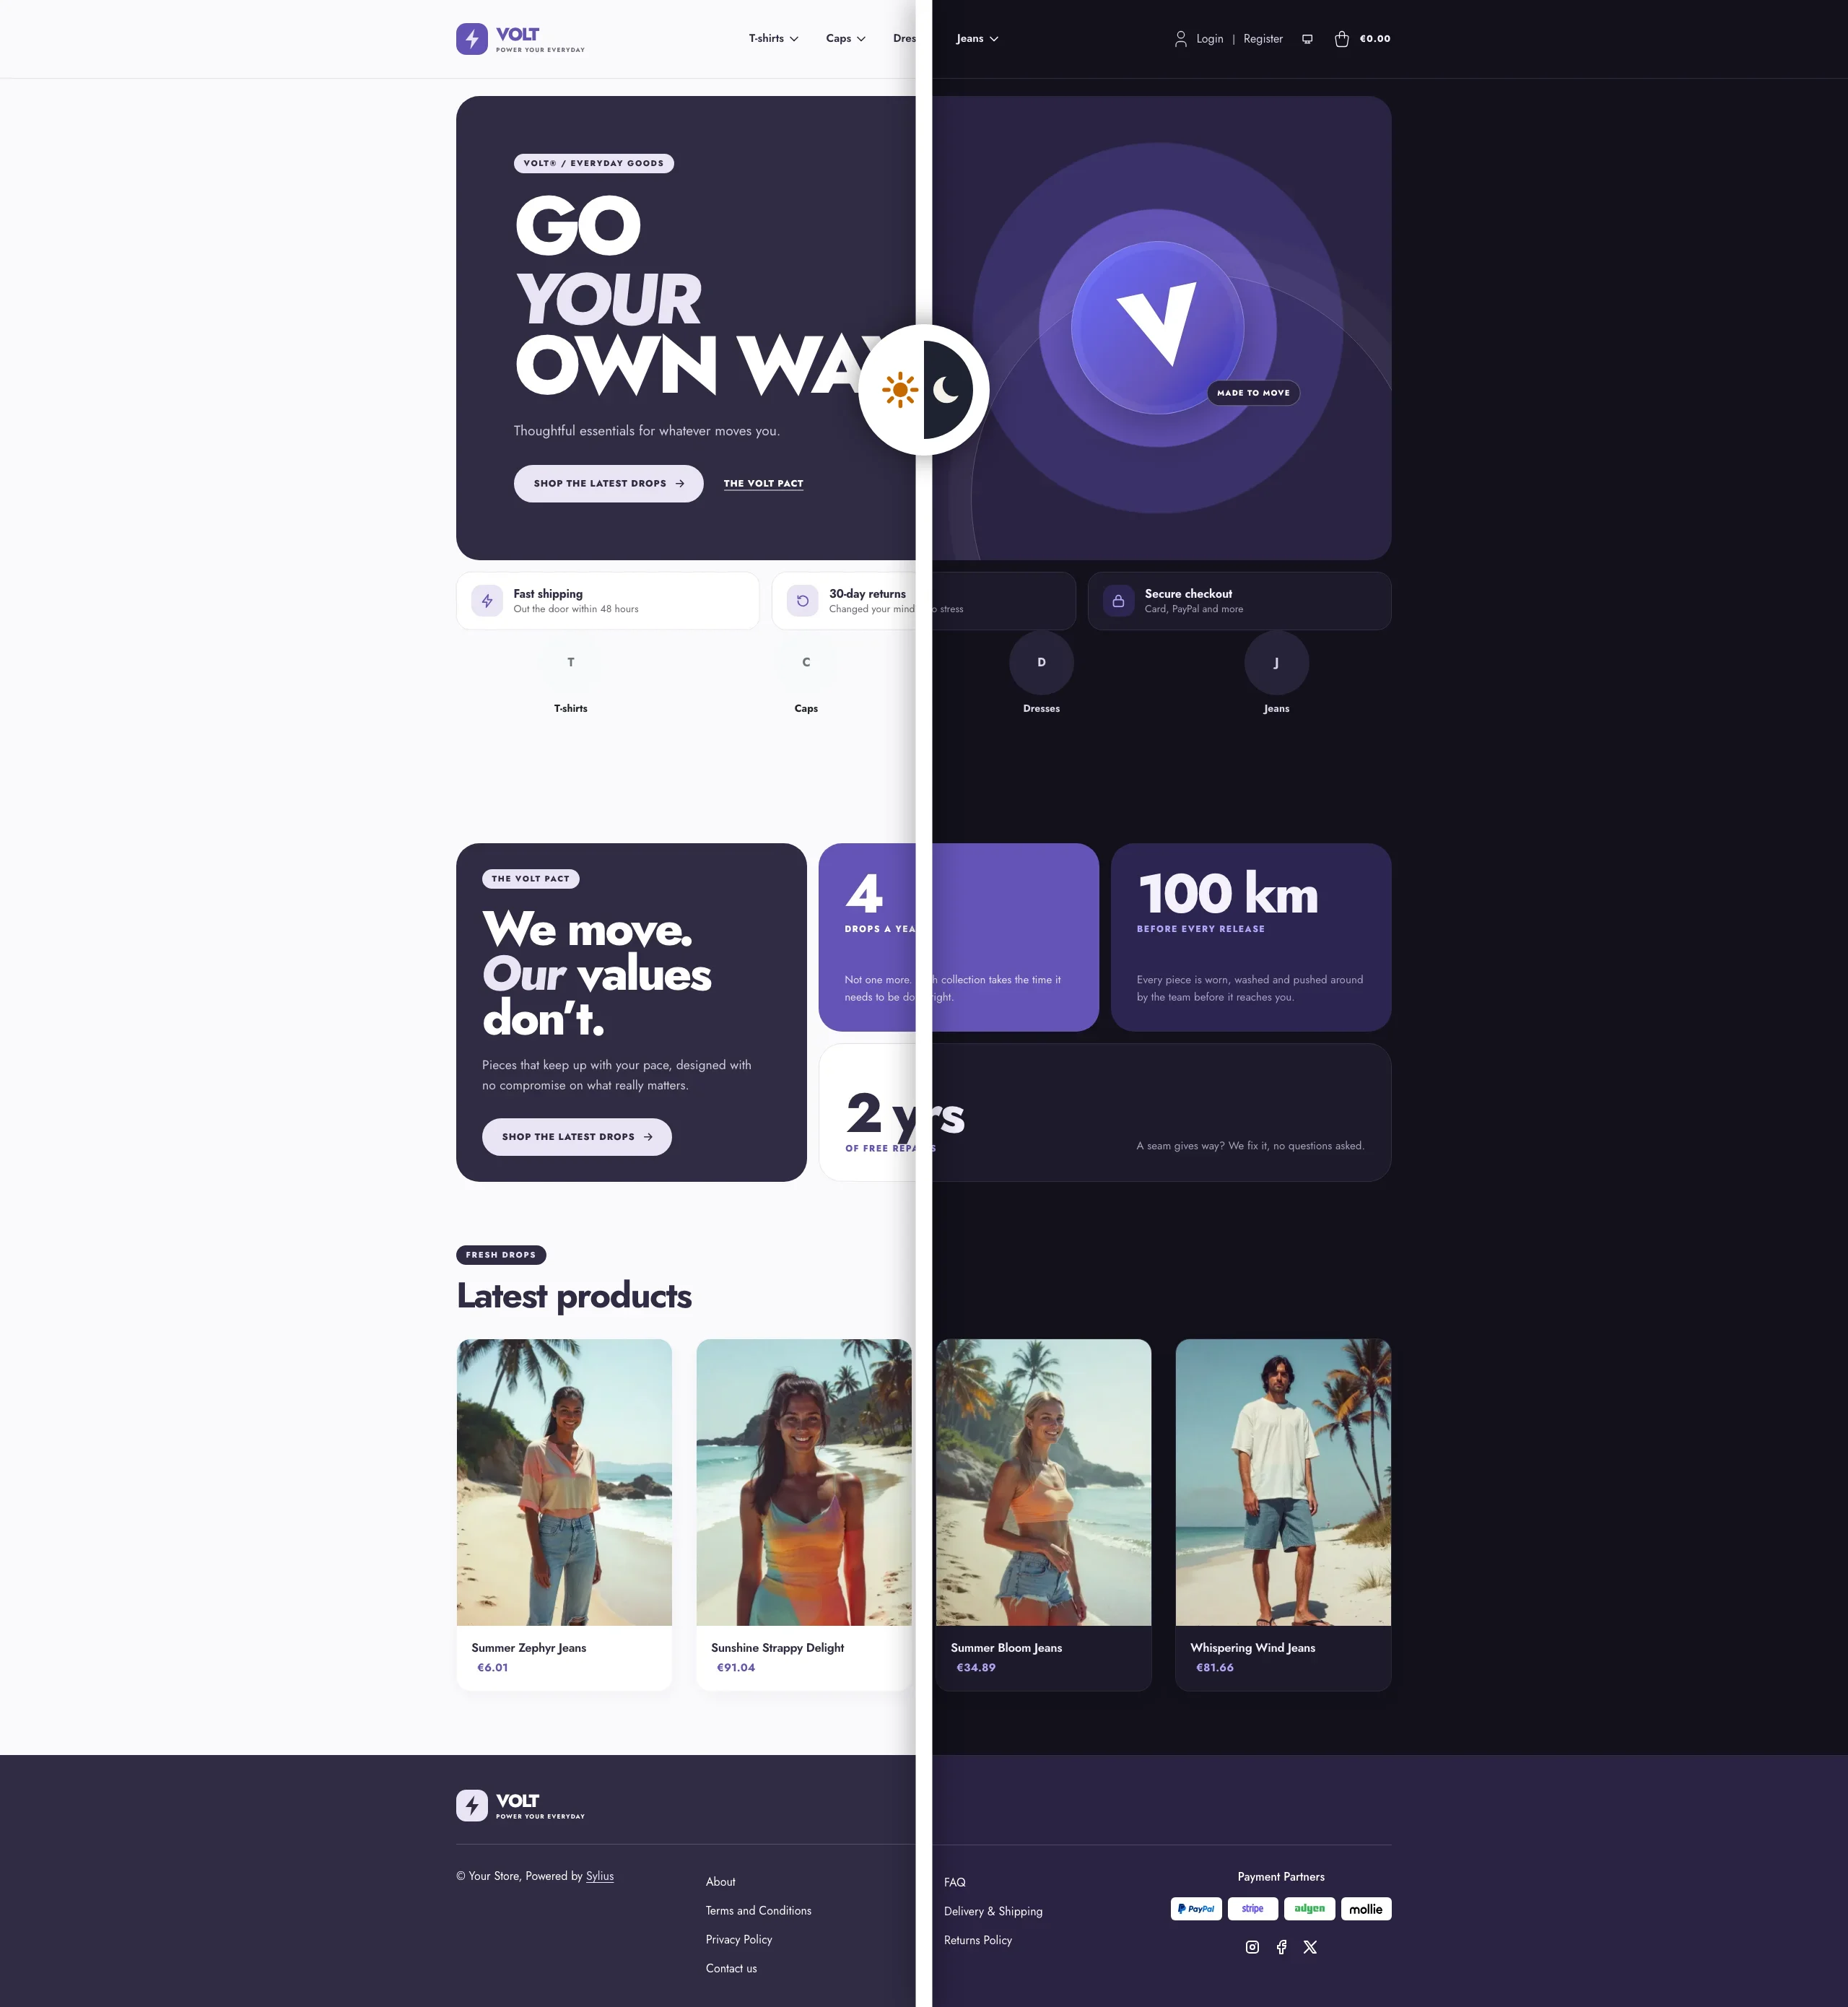 VOLT
POWER YOUR EVERYDAY
T-shirts
Caps
Jeans
Login | Register
€0.00
VOLT® / EVERYDAY GOODS
GO
YOUR
OWN
Thoughtful essentials for whatever moves you.
SHOP THE LATEST DROPS →
THE VOLT PACT
V
MADE TO MOVE
Fast shipping
Out the door within 48 hours
30-day returns
Changed your mind
stress
Secure checkout
Card, PayPal and more
T
T-shirts
C
Caps
D
Dresses
J
Jeans
THE VOLT PACT
We move.
Our values
don't.
Pieces that keep up with your pace, designed with
no compromise on what really matters.
SHOP THE LATEST DROPS →
4
DROPS A
Not one more. collection takes the time it
needs to be
100 km
BEFORE EVERY RELEASE
Every piece is worn, washed and pushed around
by the team before it reaches you.
2 yrs
OF FREE
A seam gives way? We fix it, no questions asked.
FRESH DROPS
Latest products
Summer Zephyr Jeans
€6.01
Sunshine Strappy Delight
€91.04
Summer Bloom Jeans
€34.89
Whispering Wind Jeans
€81.66
VOLT
POWER YOUR EVERYDAY
© Your Store, Powered by Sylius
About
Terms and Conditions
Privacy Policy
Contact us
FAQ
Delivery & Shipping
Returns Policy
Payment Partners
PayPal
stripe
adyen
mollie